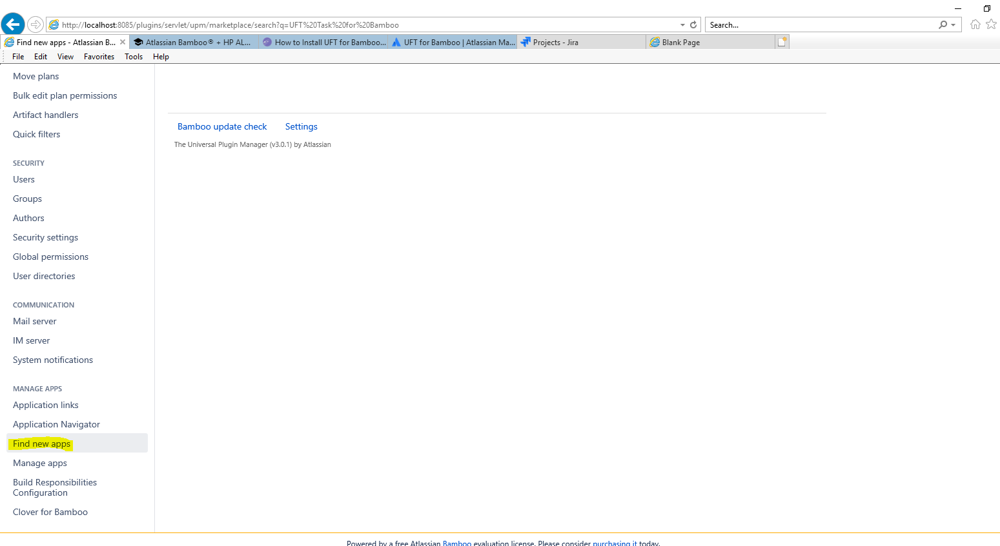 http://localhost:8085/plugins/servlet/upm/marketplace/search?q=UFT%20Task%20for%20Bamboo
Search...
Find new apps - Atlassian B...
Atlassian Bamboo® + HP AL...
How to Install UFT for Bamboo...
UFT for Bamboo | Atlassian Ma...
Projects - Jira
Blank Page
File Edit View Favorites Tools Help
Move plans
Bulk edit plan permissions
Artifact handlers
Quick filters
SECURITY
Users
Groups
Authors
Security settings
Global permissions
User directories
COMMUNICATION
Mail server
IM server
System notifications
MANAGE APPS
Application links
Application Navigator
Find new apps
Manage apps
Build Responsibilities
Configuration
Clover for Bamboo
Bamboo update check Settings
The Universal Plugin Manager (v3.0.1) by Atlassian
Powered by a free Atlassian Bamboo evaluation license. Please consider purchasing it today.